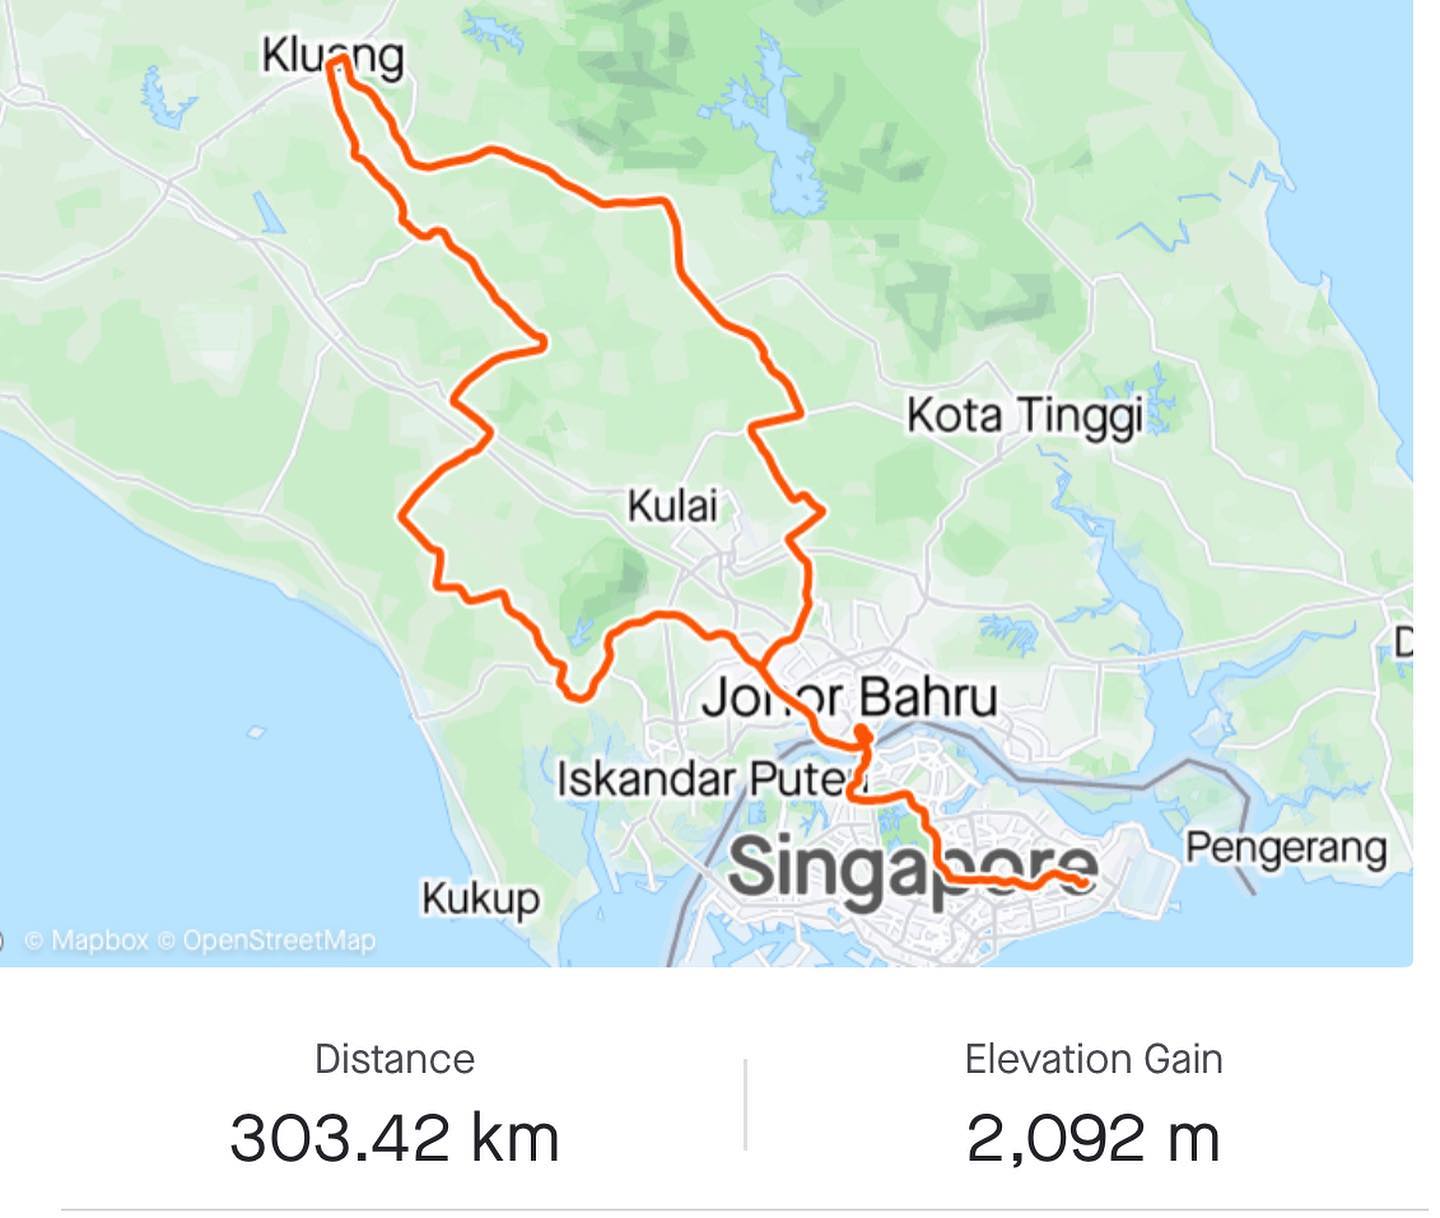 Kluang
Kota Tinggi
Kulai
D
Johor Bahru
Iskandar Puteri
Singapore
Pengerang
Kukup
© Mapbox © OpenStreetMap
Distance
Elevation Gain
303.42 km
2,092 m